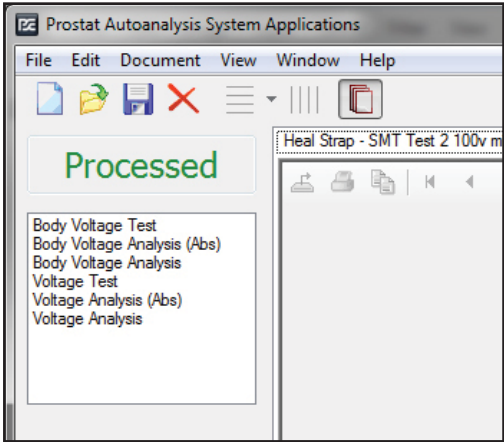 Prostat Autoanalysis System Applications
File Edit Document View Window Help
Processed
Heal Strap - SMT Test 2 100v m
Body Voltage Test
Body Voltage Analysis (Abs)
Body Voltage Analysis
Voltage Test
Voltage Analysis (Abs)
Voltage Analysis